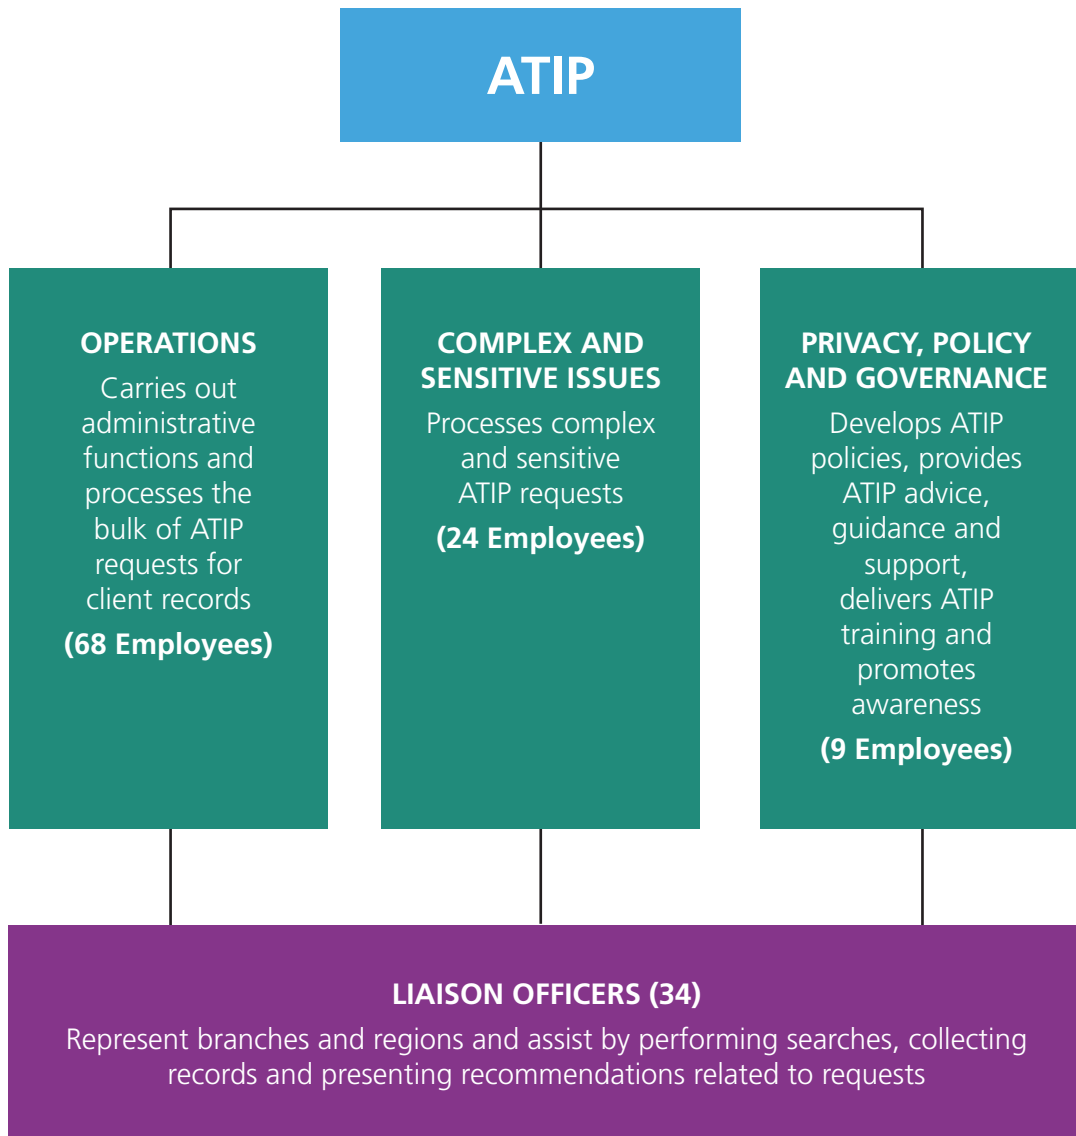 ATIP
OPERATIONS
Carries out
administrative
functions and
processes the
bulk of ATIP
requests for
client records
(68 Employees)
COMPLEX AND
SENSITIVE ISSUES
Processes complex
and sensitive
ATIP requests
(24 Employees)
PRIVACY, POLICY
AND GOVERNANCE
Develops ATIP
policies, provides
ATIP advice,
guidance and
support,
delivers ATIP
training and
promotes
awareness
(9 Employees)
LIAISON OFFICERS (34)
Represent branches and regions and assist by performing searches, collecting
records and presenting recommendations related to requests